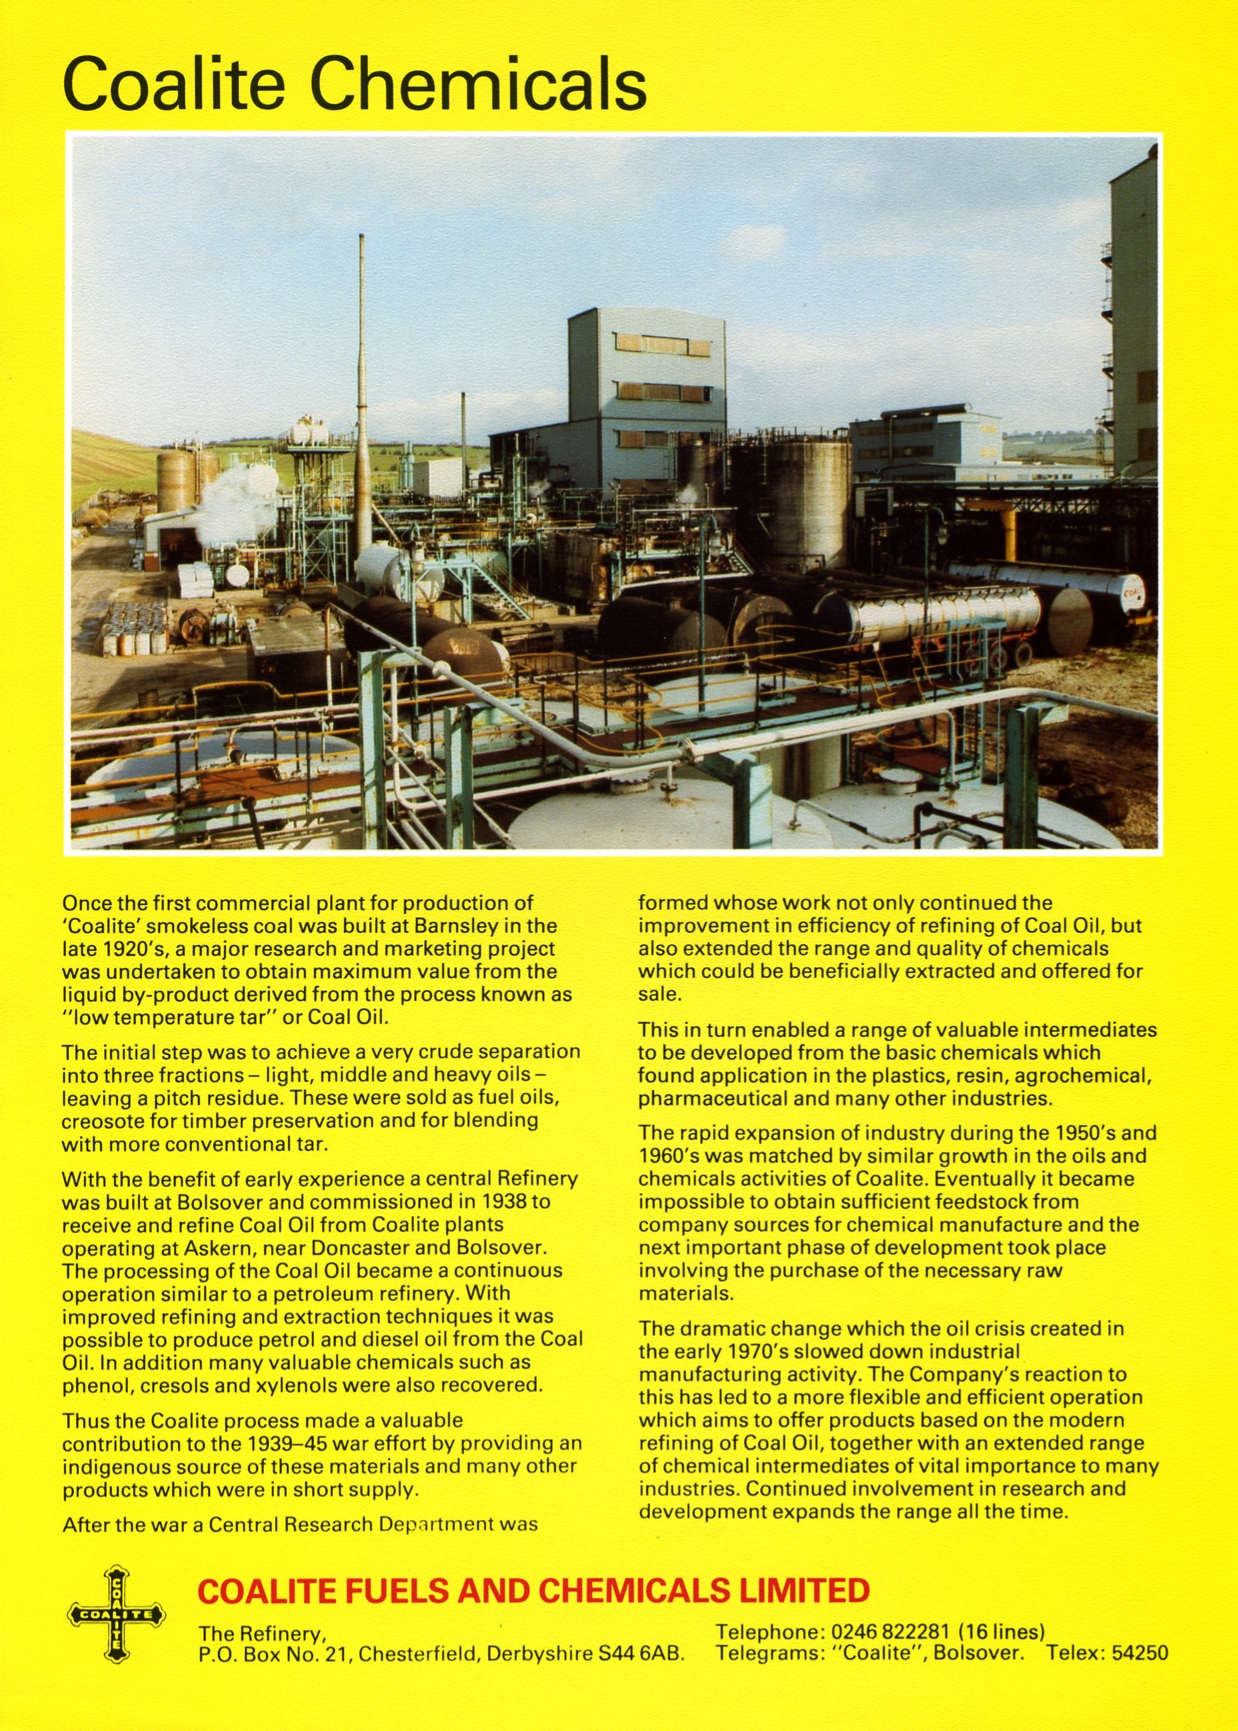 Coalite Chemicals
COAL
Once the first commercial plant for production of
‘Coalite’ smokeless coal was built at Barnsley in the
late 1920’s, a major research and marketing project
was undertaken to obtain maximum value from the
liquid by-product derived from the process known as
“low temperature tar” or Coal Oil.
The initial step was to achieve a very crude separation
into three fractions – light, middle and heavy oils –
leaving a pitch residue. These were sold as fuel oils,
creosote for timber preservation and for blending
with more conventional tar.
With the benefit of early experience a central Refinery
was built at Bolsover and commissioned in 1938 to
receive and refine Coal Oil from Coalite plants
operating at Askern, near Doncaster and Bolsover.
The processing of the Coal Oil became a continuous
operation similar to a petroleum refinery. With
improved refining and extraction techniques it was
possible to produce petrol and diesel oil from the Coal
Oil. In addition many valuable chemicals such as
phenol, cresols and xylenols were also recovered.
Thus the Coalite process made a valuable
contribution to the 1939–45 war effort by providing an
indigenous source of these materials and many other
products which were in short supply.
After the war a Central Research Department was
formed whose work not only continued the
improvement in efficiency of refining of Coal Oil, but
also extended the range and quality of chemicals
which could be beneficially extracted and offered for
sale.
This in turn enabled a range of valuable intermediates
to be developed from the basic chemicals which
found application in the plastics, resin, agrochemical,
pharmaceutical and many other industries.
The rapid expansion of industry during the 1950’s and
1960’s was matched by similar growth in the oils and
chemicals activities of Coalite. Eventually it became
impossible to obtain sufficient feedstock from
company sources for chemical manufacture and the
next important phase of development took place
involving the purchase of the necessary raw
materials.
The dramatic change which the oil crisis created in
the early 1970’s slowed down industrial
manufacturing activity. The Company’s reaction to
this has led to a more flexible and efficient operation
which aims to offer products based on the modern
refining of Coal Oil, together with an extended range
of chemical intermediates of vital importance to many
industries. Continued involvement in research and
development expands the range all the time.
COALITE
COALITE
COALITE FUELS AND CHEMICALS LIMITED
The Refinery,
P.O. Box No. 21, Chesterfield, Derbyshire S44 6AB.
Telephone: 0246 822281 (16 lines)
Telegrams: “Coalite”, Bolsover. Telex: 54250